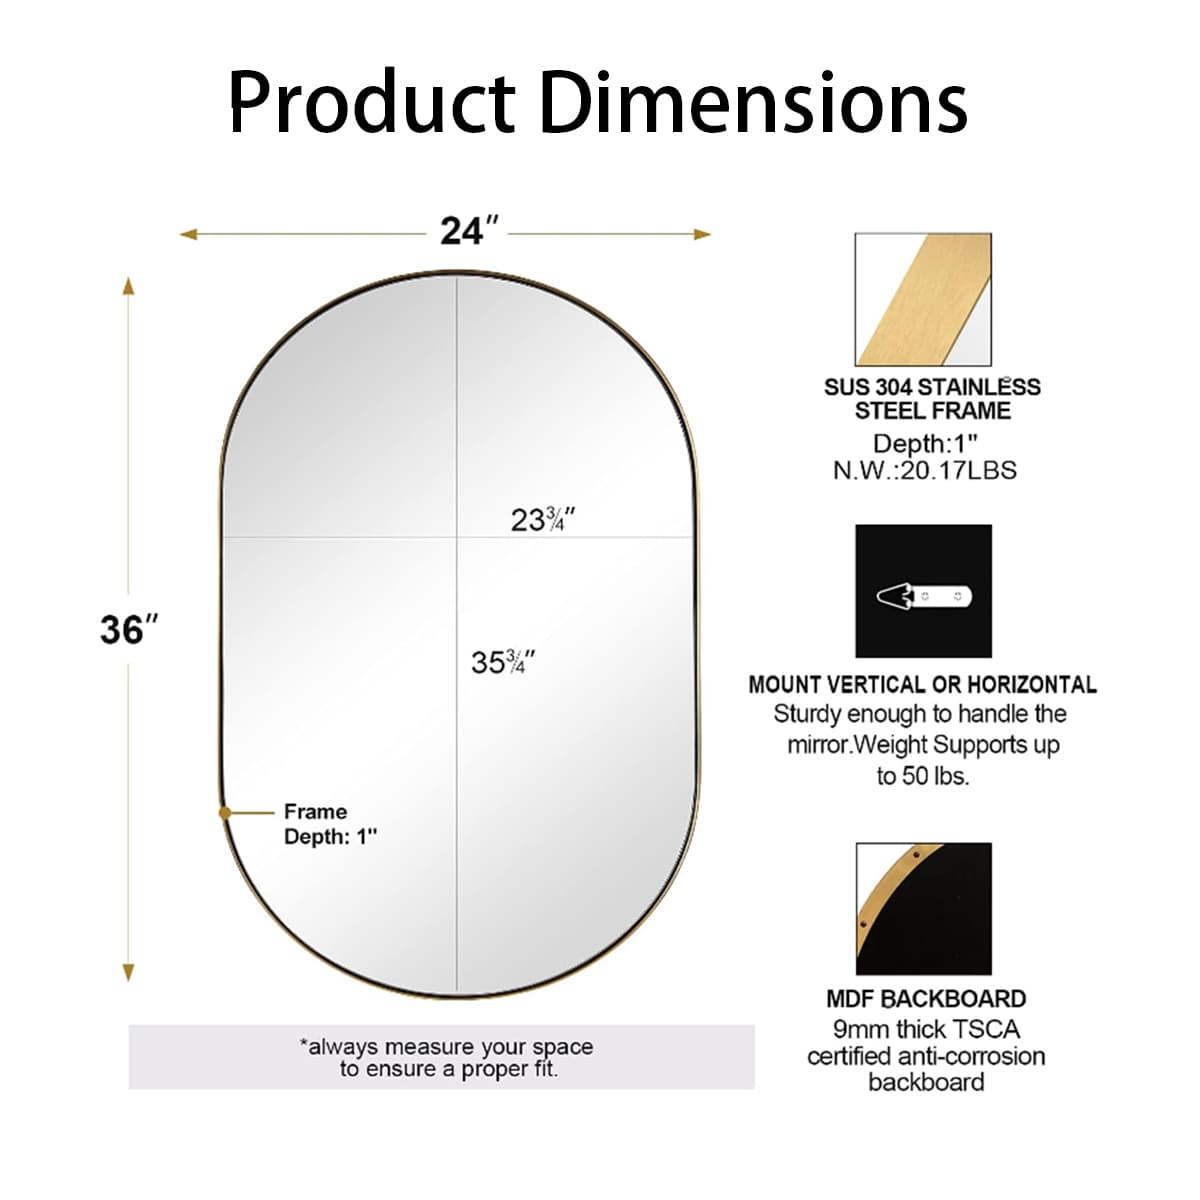 Product Dimensions
24"
36"
23¾"
35¾"
Frame
Depth: 1"
*always measure your space
to ensure a proper fit.
SUS 304 STAINLESS
STEEL FRAME
Depth:1"
N.W.:20.17LBS
MOUNT VERTICAL OR HORIZONTAL
Sturdy enough to handle the
mirror.Weight Supports up
to 50 lbs.
MDF BACKBOARD
9mm thick TSCA
certified anti-corrosion
backboard